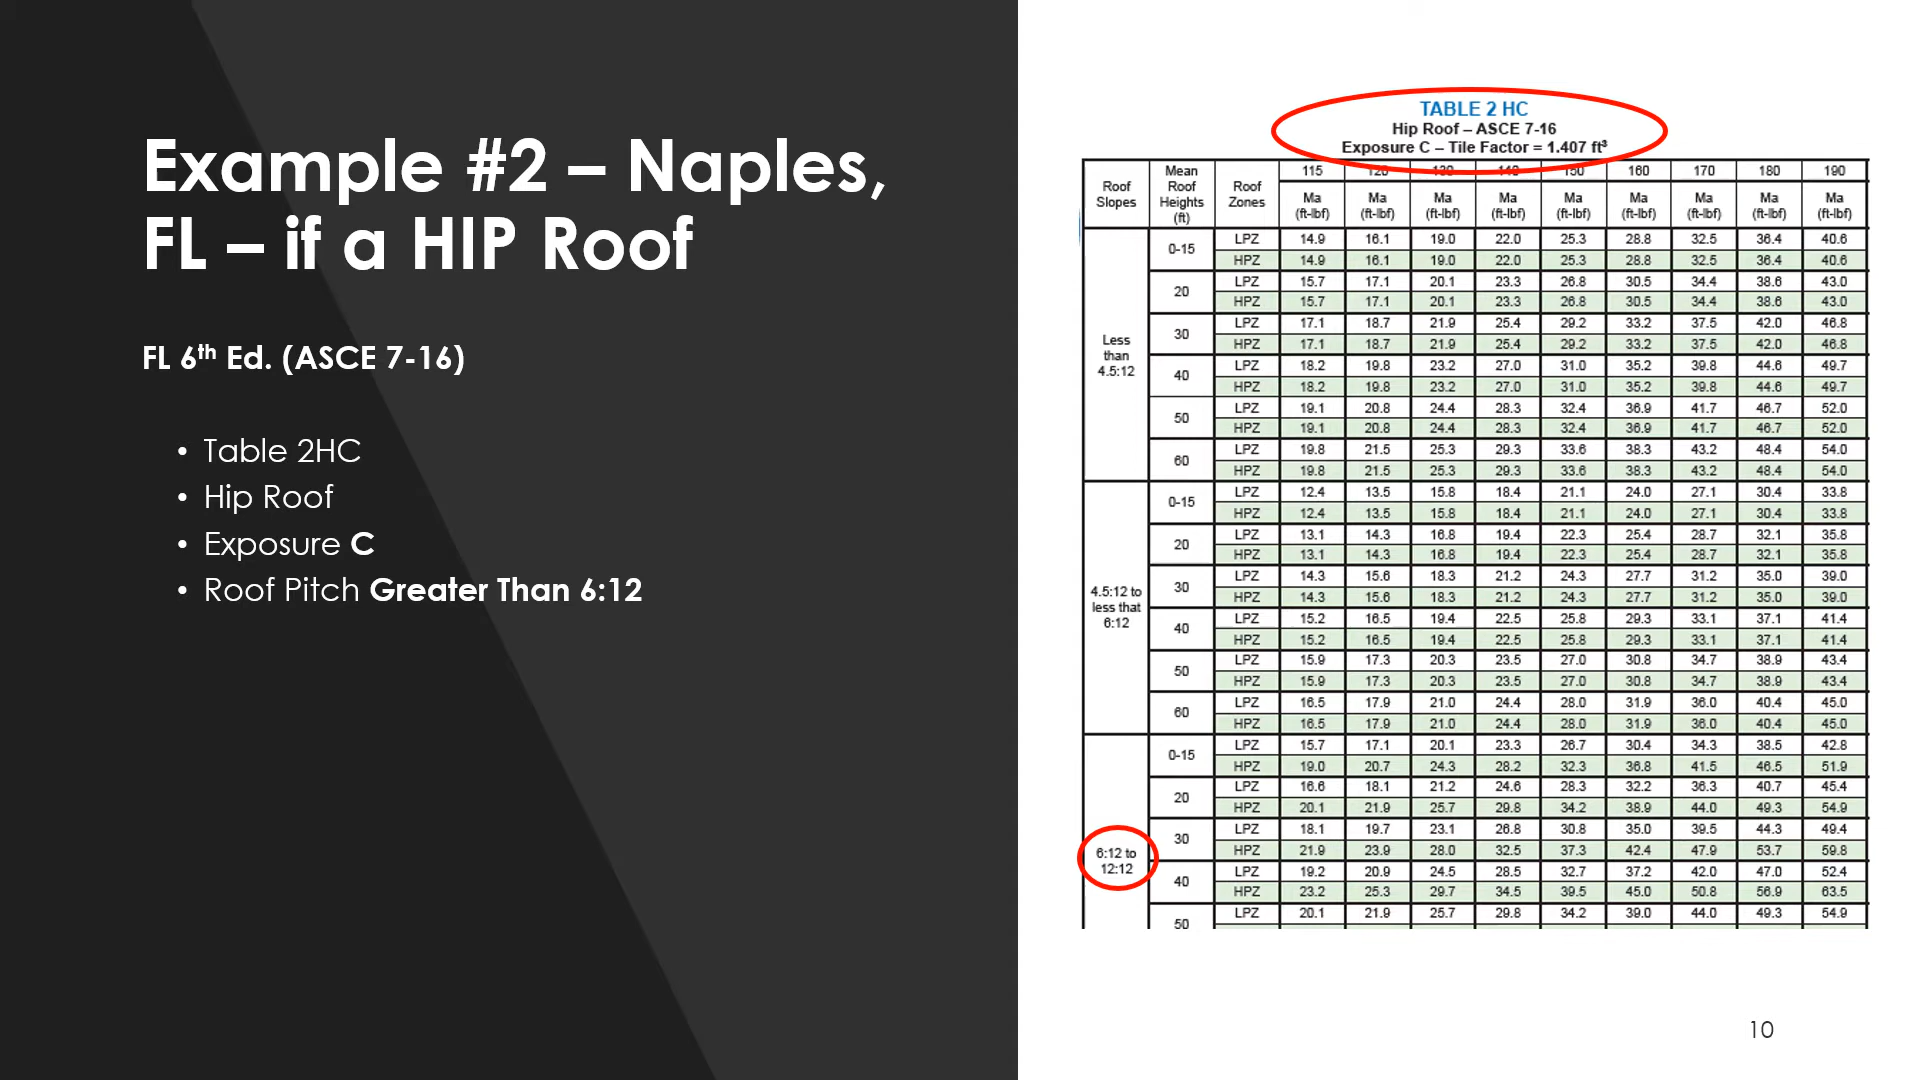 Example #2 – Naples,
FL – if a HIP Roof
FL 6th Ed. (ASCE 7-16)
• Table 2HC
• Hip Roof
• Exposure C
• Roof Pitch Greater Than 6:12
TABLE 2 HC
Hip Roof – ASCE 7-16
Exposure C – Tile Factor = 1.407 ft³
Roof Slopes Mean Roof Heights (ft) Roof Zones 115 120 130 140 150 160 170 180 190
Ma (ft-lbf) Ma (ft-lbf) Ma (ft-lbf) Ma (ft-lbf) Ma (ft-lbf) Ma (ft-lbf) Ma (ft-lbf) Ma (ft-lbf) Ma (ft-lbf)
Less than 4.5:12
0-15 LPZ 14.9 16.1 19.0 22.0 25.3 28.8 32.5 36.4 40.6
HPZ 14.9 16.1 19.0 22.0 25.3 28.8 32.5 36.4 40.6
20 LPZ 15.7 17.1 20.1 23.3 26.8 30.5 34.4 38.6 43.0
HPZ 15.7 17.1 20.1 23.3 26.8 30.5 34.4 38.6 43.0
30 LPZ 17.1 18.7 21.9 25.4 29.2 33.2 37.5 42.0 46.8
HPZ 17.1 18.7 21.9 25.4 29.2 33.2 37.5 42.0 46.8
40 LPZ 18.2 19.8 23.2 27.0 31.0 35.2 39.8 44.6 49.7
HPZ 18.2 19.8 23.2 27.0 31.0 35.2 39.8 44.6 49.7
50 LPZ 19.1 20.8 24.4 28.3 32.4 36.9 41.7 46.7 52.0
HPZ 19.1 20.8 24.4 28.3 32.4 36.9 41.7 46.7 52.0
60 LPZ 19.8 21.5 25.3 29.3 33.6 38.3 43.2 48.4 54.0
HPZ 19.8 21.5 25.3 29.3 33.6 38.3 43.2 48.4 54.0
4.5:12 to less that 6:12
0-15 LPZ 12.4 13.5 15.8 18.4 21.1 24.0 27.1 30.4 33.8
HPZ 12.4 13.5 15.8 18.4 21.1 24.0 27.1 30.4 33.8
20 LPZ 13.1 14.3 16.8 19.4 22.3 25.4 28.7 32.1 35.8
HPZ 13.1 14.3 16.8 19.4 22.3 25.4 28.7 32.1 35.8
30 LPZ 14.3 15.6 18.3 21.2 24.3 27.7 31.2 35.0 39.0
HPZ 14.3 15.6 18.3 21.2 24.3 27.7 31.2 35.0 39.0
40 LPZ 15.2 16.5 19.4 22.5 25.8 29.3 33.1 37.1 41.4
HPZ 15.2 16.5 19.4 22.5 25.8 29.3 33.1 37.1 41.4
50 LPZ 15.9 17.3 20.3 23.5 27.0 30.8 34.7 38.9 43.4
HPZ 15.9 17.3 20.3 23.5 27.0 30.8 34.7 38.9 43.4
60 LPZ 16.5 17.9 21.0 24.4 28.0 31.9 36.0 40.4 45.0
HPZ 16.5 17.9 21.0 24.4 28.0 31.9 36.0 40.4 45.0
6:12 to 12:12
0-15 LPZ 15.7 17.1 20.1 23.3 26.7 30.4 34.3 38.5 42.8
HPZ 19.0 20.7 24.3 28.2 32.3 36.8 41.5 46.5 51.9
20 LPZ 16.6 18.1 21.2 24.6 28.3 32.2 36.3 40.7 45.4
HPZ 20.1 21.9 25.7 29.8 34.2 38.9 44.0 49.3 54.9
30 LPZ 18.1 19.7 23.1 26.8 30.8 35.0 39.5 44.3 49.4
HPZ 21.9 23.9 28.0 32.5 37.3 42.4 47.9 53.7 59.8
40 LPZ 19.2 20.9 24.5 28.5 32.7 37.2 42.0 47.0 52.4
HPZ 23.2 25.3 29.7 34.5 39.5 45.0 50.8 56.9 63.5
50 LPZ 20.1 21.9 25.7 29.8 34.2 39.0 44.0 49.3 54.9
10